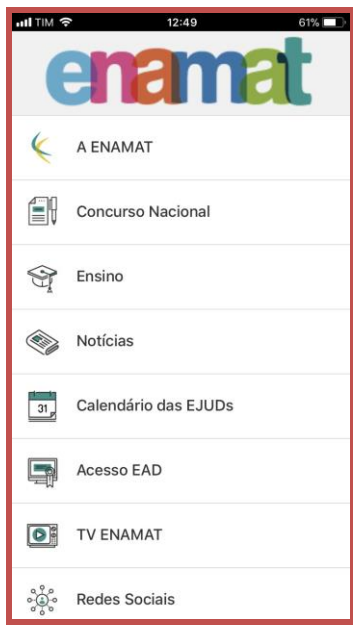 TIM 12:49 61%
enamat
A ENAMAT
Concurso Nacional
Ensino
Notícias
31
Calendário das EJUDs
Acesso EAD
TV ENAMAT
Redes Sociais